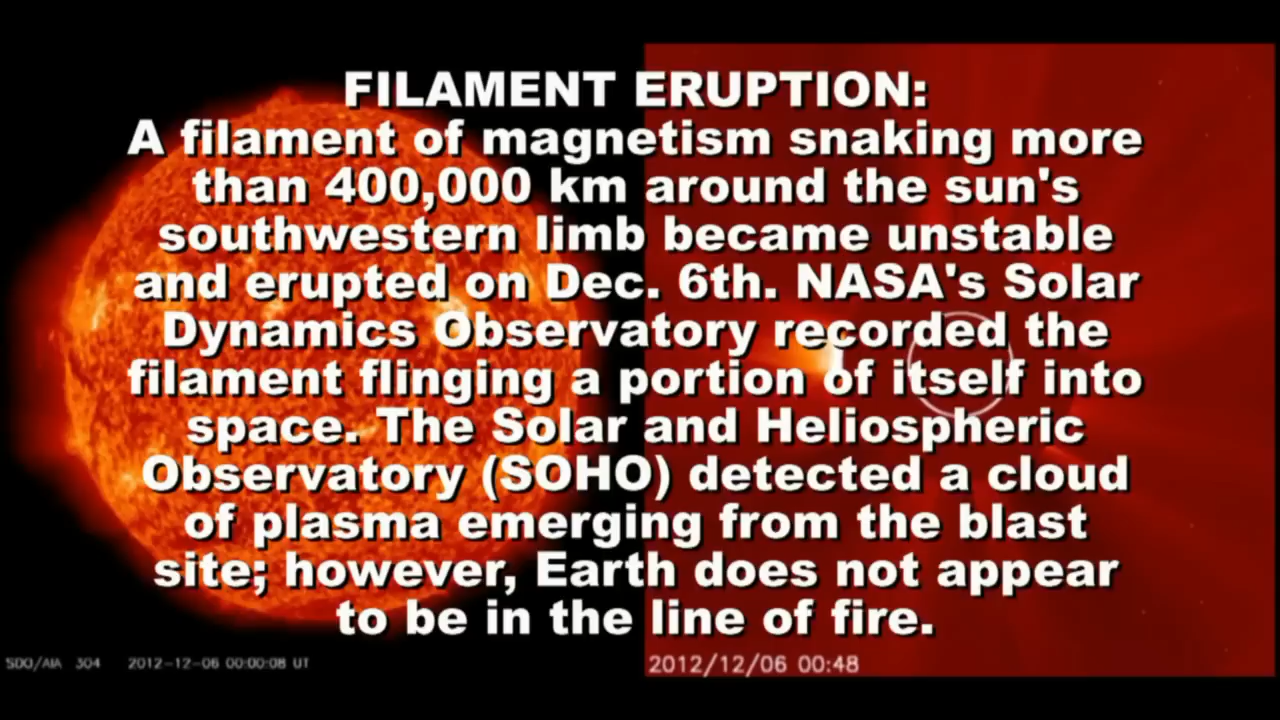 FILAMENT ERUPTION:
A filament of magnetism snaking more
than 400,000 km around the sun's
southwestern limb became unstable
and erupted on Dec. 6th. NASA's Solar
Dynamics Observatory recorded the
filament flinging a portion of itself into
space. The Solar and Heliospheric
Observatory (SOHO) detected a cloud
of plasma emerging from the blast
site; however, Earth does not appear
to be in the line of fire.
SDO/AIA 304 2012-12-06 00:00:08 UT
2012/12/06 00:48